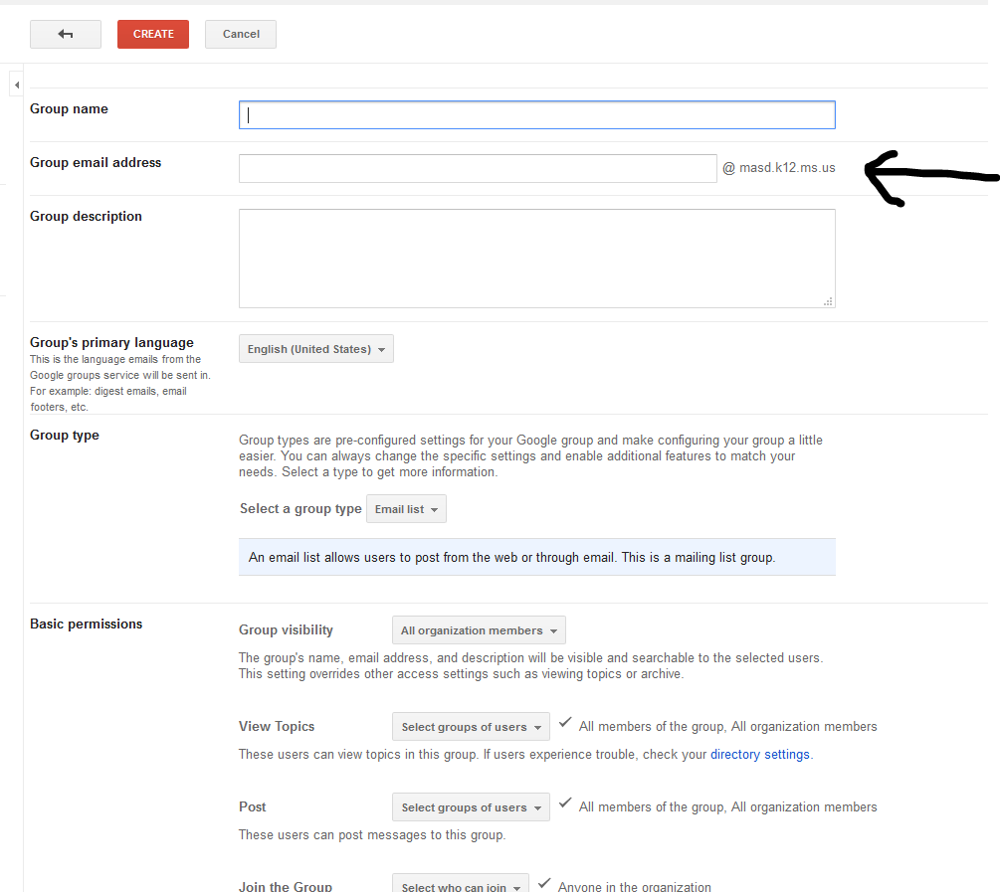 CREATE Cancel
Group name
Group email address @ masd.k12.ms.us
Group description
Group's primary language English (United States)
This is the language emails from the
Google groups service will be sent in.
For example: digest emails, email
footers, etc.
Group type
Group types are pre-configured settings for your Google group and make configuring your group a little
easier. You can always change the specific settings and enable additional features to match your
needs. Select a type to get more information.
Select a group type Email list
An email list allows users to post from the web or through email. This is a mailing list group.
Basic permissions
Group visibility All organization members
The group's name, email address, and description will be visible and searchable to the selected users.
This setting overrides other access settings such as viewing topics or archive.
View Topics Select groups of users All members of the group, All organization members
These users can view topics in this group. If users experience trouble, check your directory settings.
Post Select groups of users All members of the group, All organization members
These users can post messages to this group.
Join the Group Select who can join Anyone in the organization